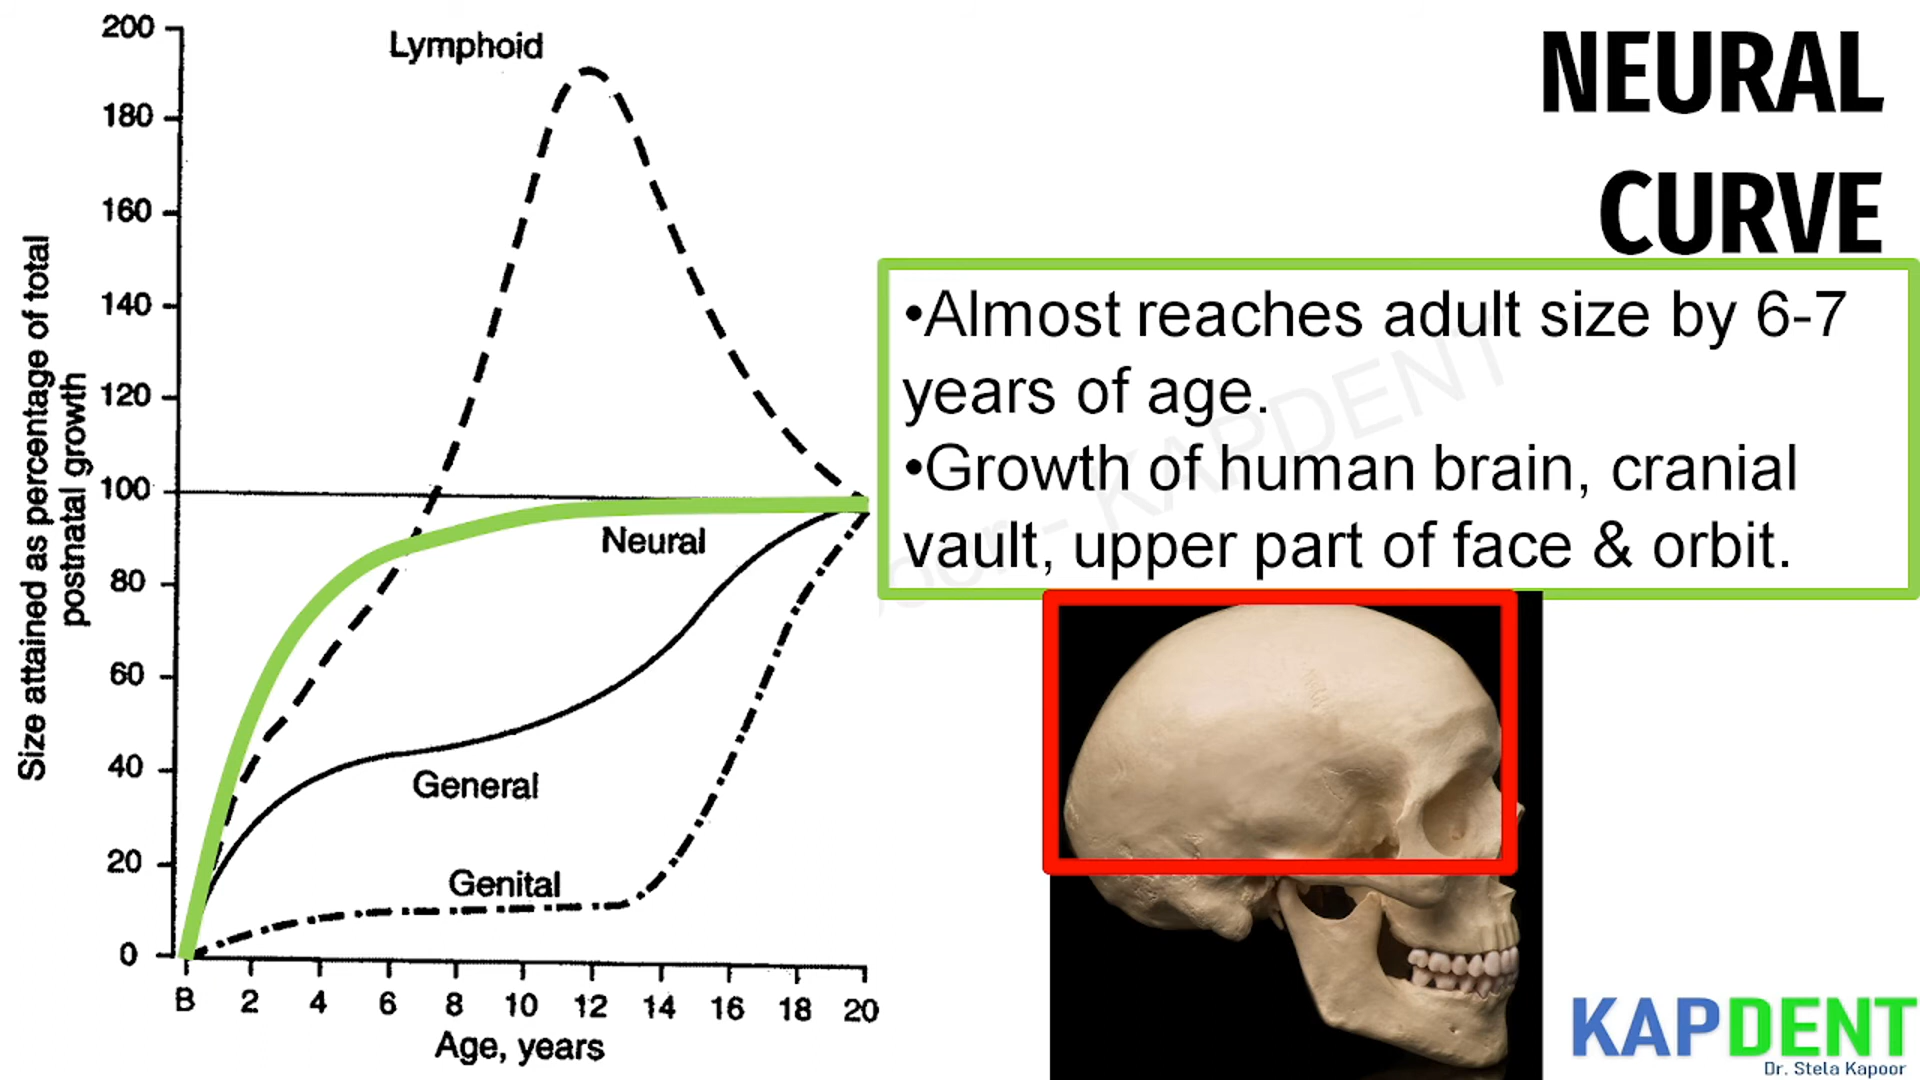 NEURAL
CURVE
200
180
160
140
120
100
80
60
40
20
0
Size attained as percentage of total
postnatal growth
Lymphoid
Neural
General
Genital
B 2 4 6 8 10 12 14 16 18 20
Age, years
•Almost reaches adult size by 6-7
years of age.
•Growth of human brain, cranial
vault, upper part of face & orbit.
KAPDENT
KAPDENT
Dr. Stela Kapoor